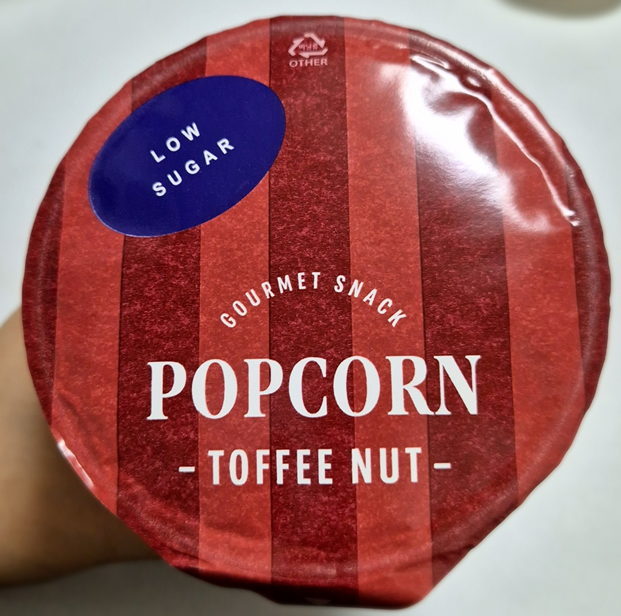 OTHER
LOW
SUGAR
GOURMET SNACK
POPCORN
-TOFFEE NUT-